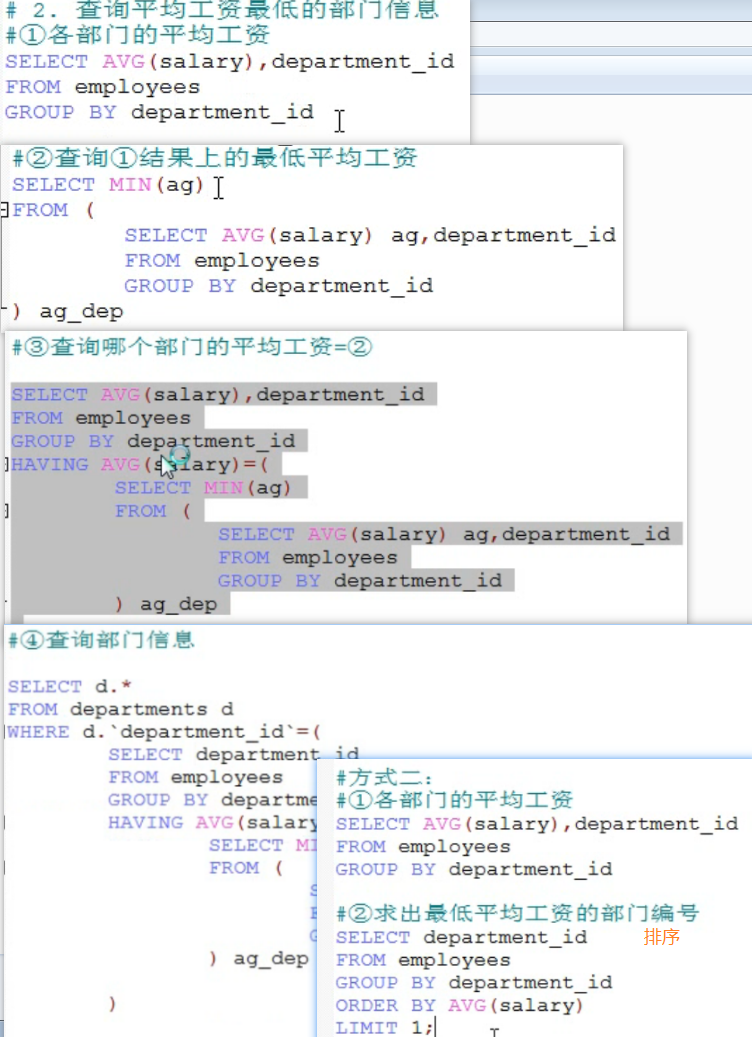 # 2. 查询平均工资最低的部门信息
#①各部门的平均工资
SELECT AVG(salary),department_id
FROM employees
GROUP BY department_id
#②查询①结果上的最低平均工资
SELECT MIN(ag)
FROM (
SELECT AVG(salary) ag,department_id
FROM employees
GROUP BY department_id
) ag_dep
#③查询哪个部门的平均工资=②
SELECT AVG(salary),department_id
FROM employees
GROUP BY department_id
HAVING AVG(salary)=(
SELECT MIN(ag)
FROM (
SELECT AVG(salary) ag,department_id
FROM employees
GROUP BY department_id
) ag_dep
#④查询部门信息
SELECT d.*
FROM departments d
WHERE d.`department_id`=(
SELECT department_id
FROM employees
GROUP BY departme
HAVING AVG(salary
SELECT MI
FROM (
) ag_dep
)
#方式二:
#①各部门的平均工资
SELECT AVG(salary),department_id
FROM employees
GROUP BY department_id
#②求出最低平均工资的部门编号
SELECT department_id 排序
FROM employees
GROUP BY department_id
ORDER BY AVG(salary)
LIMIT 1;